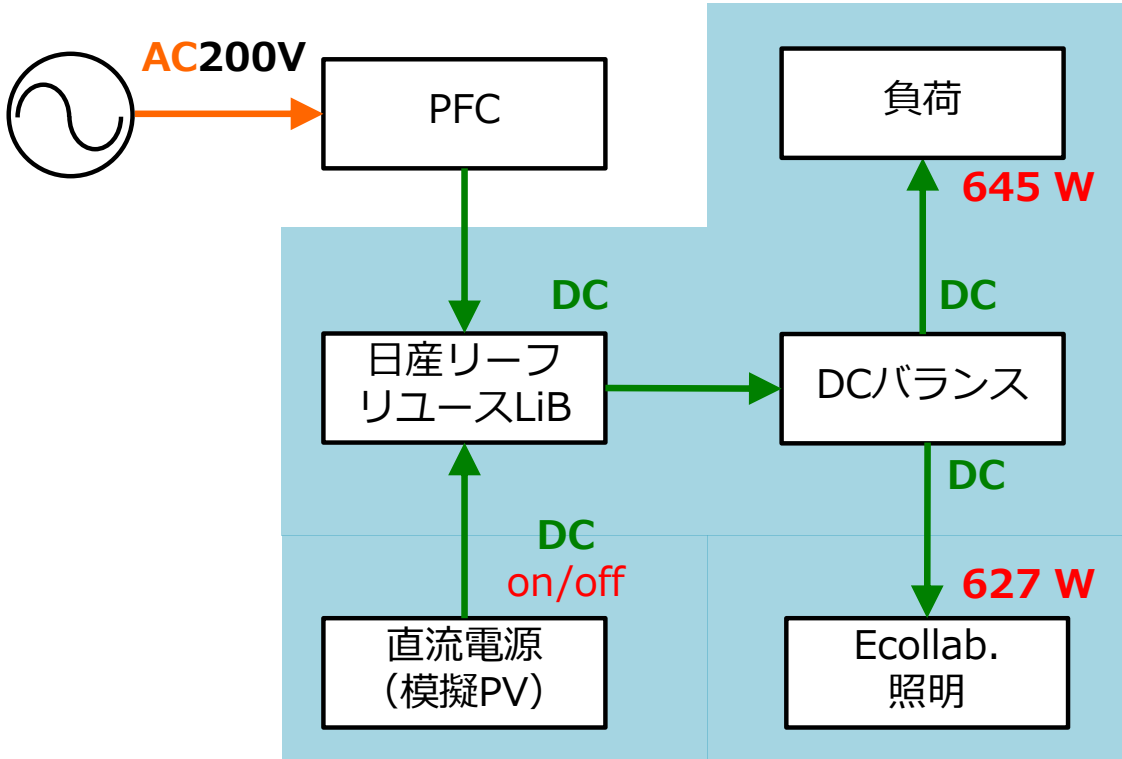 AC200V
PFC
負荷
645 W
DC
DC
日産リーフ
リユースLiB
DCバランス
DC
DC
on/off
627 W
直流電源
（模擬PV）
Ecollab.
照明